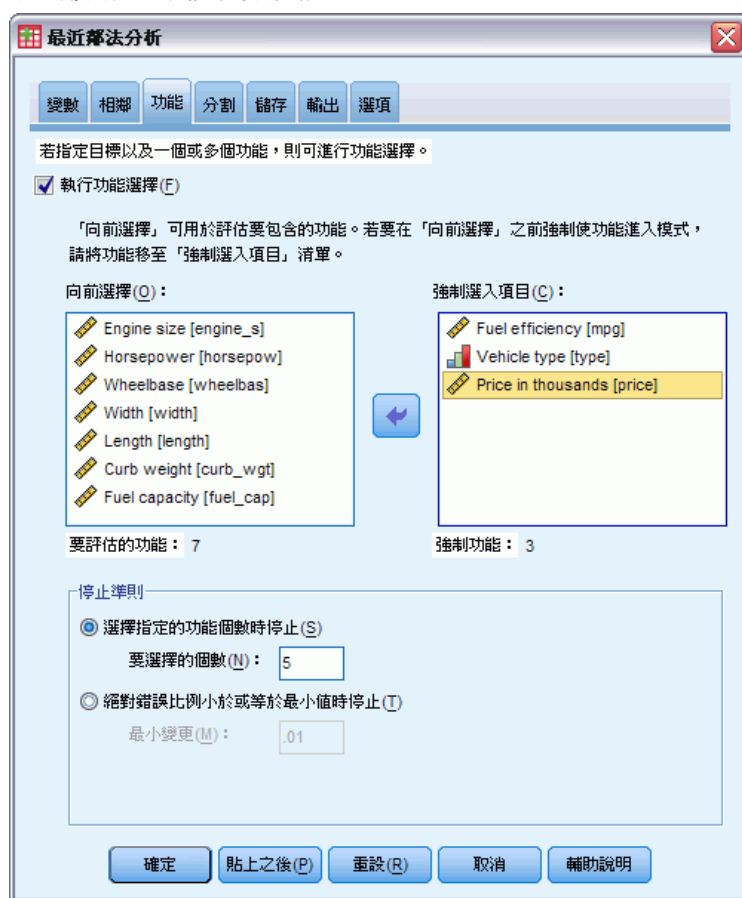 最近鄰法分析
變數 相鄰 功能 分割 儲存 輸出 選項
若指定目標以及一個或多個功能，則可進行功能選擇。
執行功能選擇(F)
「向前選擇」可用於評估要包含的功能。若要在「向前選擇」之前強制使功能進入模式，
請將功能移至「強制選入項目」清單。
向前選擇(O)：
Engine size [engine_s]
Horsepower [horsepow]
Wheelbase [wheelbas]
Width [width]
Length [length]
Curb weight [curb_wgt]
Fuel capacity [fuel_cap]
要評估的功能： 7
強制選入項目(C)：
Fuel efficiency [mpg]
Vehicle type [type]
Price in thousands [price]
強制功能： 3
停止準則
選擇指定的功能個數時停止(S)
要選擇的個數(N)： 5
絕對錯誤比例小於或等於最小值時停止(T)
最小變更(M)： .01
確定 貼上之後(P) 重設(R) 取消 輔助說明